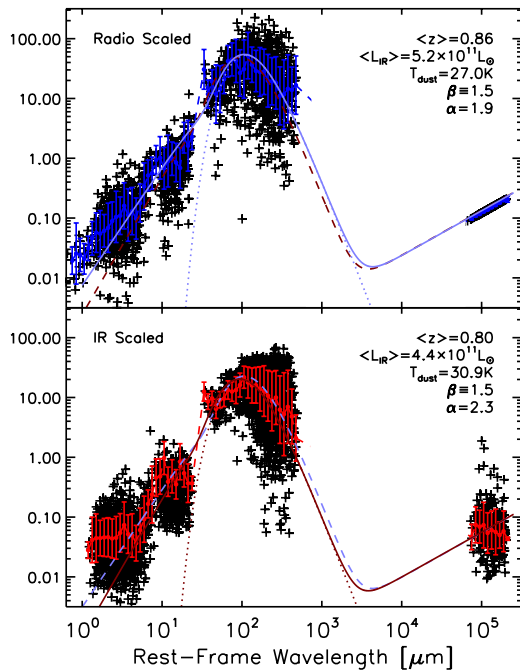 100.00
10.00
1.00
0.10
0.01
Radio Scaled
<z>=0.86
<L_IR>=5.2×10^11 L_⊙
T_dust=27.0K
β≡1.5
α=1.9
100.00
10.00
1.00
0.10
0.01
IR Scaled
<z>=0.80
<L_IR>=4.4×10^11 L_⊙
T_dust=30.9K
β≡1.5
α=2.3
10^0 10^1 10^2 10^3 10^4 10^5
Rest-Frame Wavelength [μm]